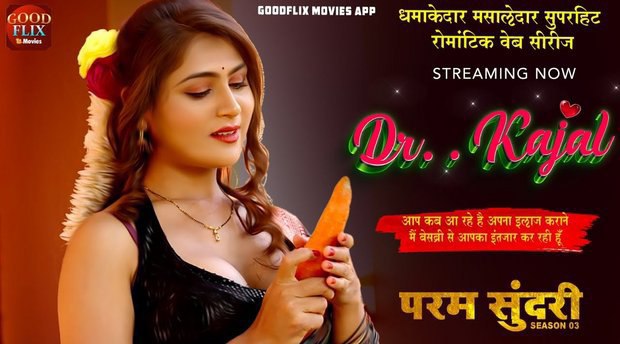 GOOD
FLIX
Movies
GOODFLIX MOVIES APP
धमाकेदार मसालेदार सुपरहिट
रोमांटिक वेब सीरीज
STREAMING NOW
Dr. . Kajal
आप कब आ रहे है अपना इलाज कराने
मैं बेसब्री से आपका इंतजार कर रही हूँ
परम सुंदरी
SEASON 03